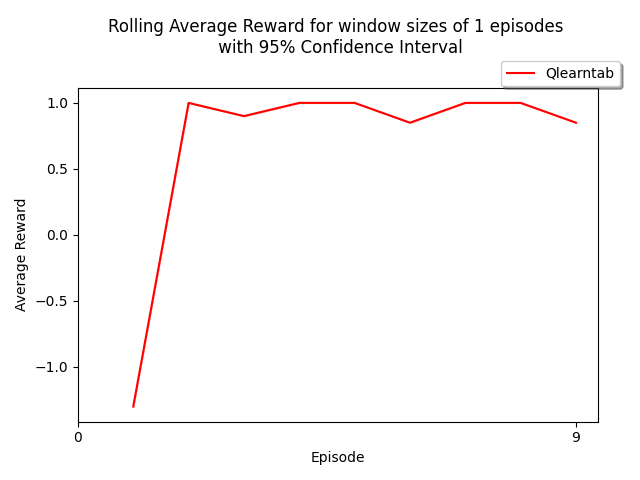 Rolling Average Reward for window sizes of 1 episodes
with 95% Confidence Interval
Qlearntab
1.0
0.5
0.0
−0.5
−1.0
Average Reward
0
9
Episode